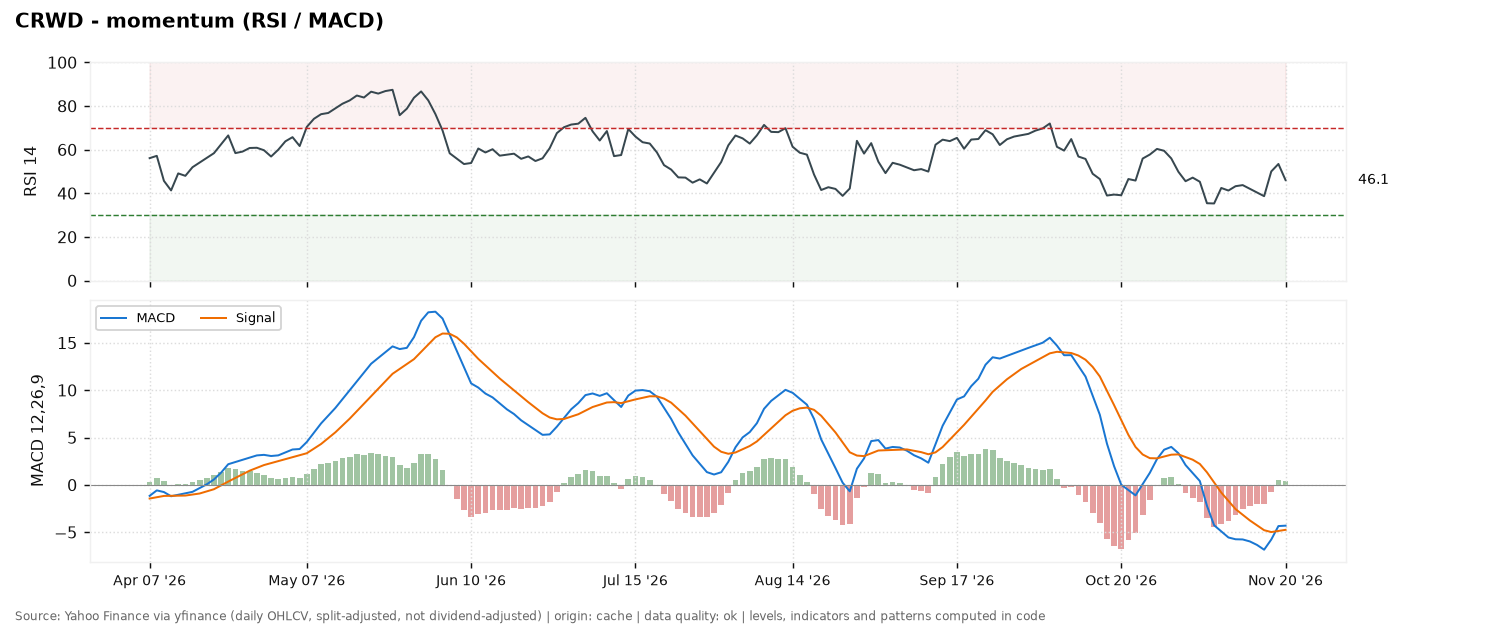 CRWD - momentum (RSI / MACD)
100
80
60
40
20
0
RSI 14
46.1
MACD
Signal
15
10
5
0
−5
MACD 12,26,9
Apr 07 '26
May 07 '26
Jun 10 '26
Jul 15 '26
Aug 14 '26
Sep 17 '26
Oct 20 '26
Nov 20 '26
Source: Yahoo Finance via yfinance (daily OHLCV, split-adjusted, not dividend-adjusted) | origin: cache | data quality: ok | levels, indicators and patterns computed in code